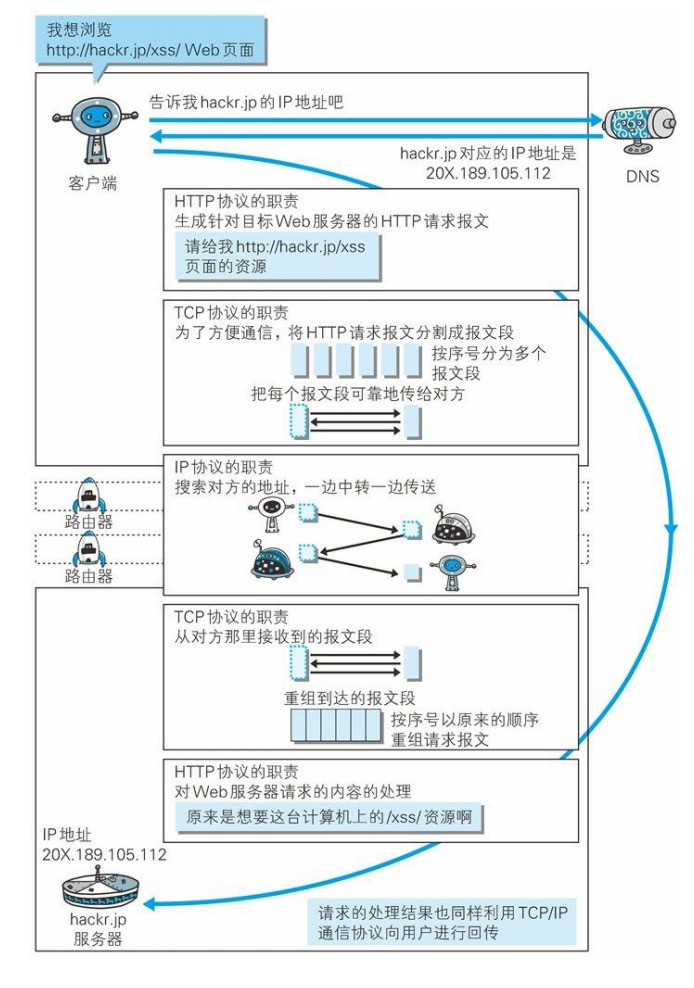 我想浏览
http://hackr.jp/xss/ Web页面
告诉我hackr.jp的IP地址吧
hackr.jp对应的IP地址是
20X.189.105.112
客户端
DNS
HTTP协议的职责
生成针对目标Web服务器的HTTP请求报文
请给我http://hackr.jp/xss
页面的资源
TCP协议的职责
为了方便通信，将HTTP请求报文分割成报文段
按序号分为多个
报文段
把每个报文段可靠地传给对方
IP协议的职责
搜索对方的地址，一边中转一边传送
路由器
路由器
TCP协议的职责
从对方那里接收到的报文段
重组到达的报文段
按序号以原来的顺序
重组请求报文
HTTP协议的职责
对Web服务器请求的内容的处理
原来是想要这台计算机上的/xss/资源啊
IP地址
20X.189.105.112
hackr.jp
服务器
请求的处理结果也同样利用TCP/IP
通信协议向用户进行回传